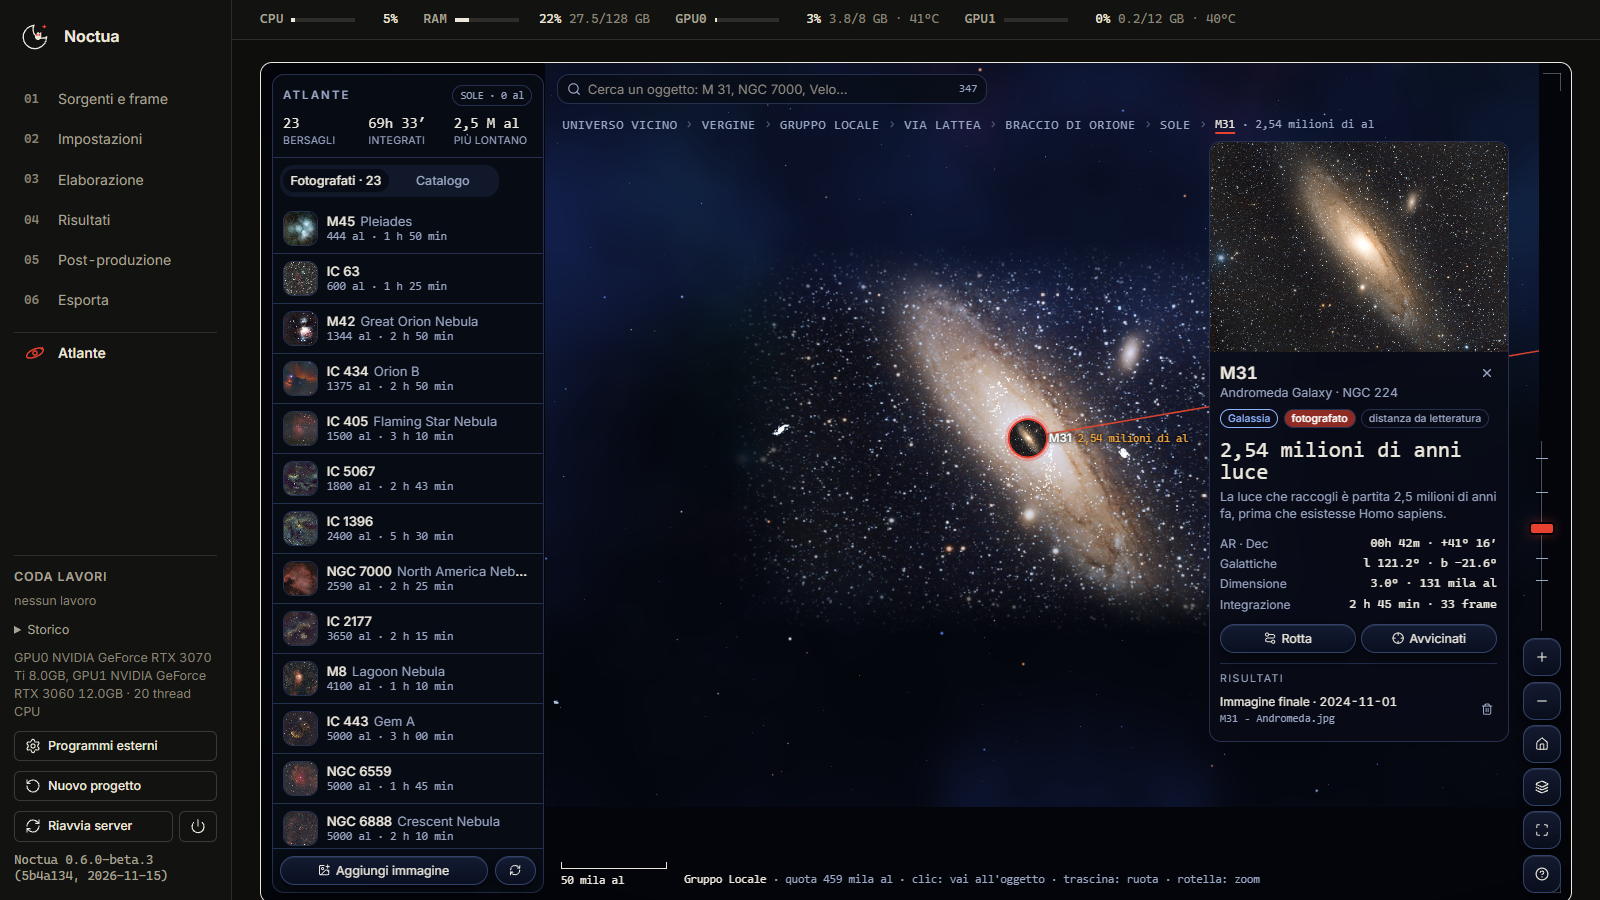 CPU 5% RAM 22% 27.5/128 GB GPU0 3% 3.8/8 GB · 41°C GPU1 0% 0.2/12 GB · 40°C
Noctua
01 Sorgenti e frame
02 Impostazioni
03 Elaborazione
04 Risultati
05 Post-produzione
06 Esporta
Atlante
CODA LAVORI
nessun lavoro
Storico
GPU0 NVIDIA GeForce RTX 3070
Ti 8.0GB, GPU1 NVIDIA GeForce
RTX 3060 12.0GB · 20 thread
CPU
Programmi esterni
Nuovo progetto
Riavvia server
Noctua 0.6.0-beta.3
(5b4a134, 2026-11-15)
ATLANTE
SOLE · 0 al
23 69h 33′ 2,5 M al
BERSAGLI INTEGRATI PIÙ LONTANO
Fotografati · 23 Catalogo
M45 Pleiades
444 al · 1 h 50 min
IC 63
600 al · 1 h 25 min
M42 Great Orion Nebula
1344 al · 2 h 50 min
IC 434 Orion B
1375 al · 2 h 50 min
IC 405 Flaming Star Nebula
1500 al · 3 h 10 min
IC 5067
1800 al · 2 h 43 min
IC 1396
2400 al · 5 h 30 min
NGC 7000 North America Neb...
2590 al · 2 h 25 min
IC 2177
3650 al · 2 h 15 min
M8 Lagoon Nebula
4100 al · 1 h 10 min
IC 443 Gem A
5000 al · 3 h 00 min
NGC 6559
5000 al · 1 h 45 min
NGC 6888 Crescent Nebula
5000 al · 2 h 10 min
Aggiungi immagine
Cerca un oggetto: M 31, NGC 7000, Velo... 347
UNIVERSO VICINO › VERGINE › GRUPPO LOCALE › VIA LATTEA › BRACCIO DI ORIONE › SOLE › M31 · 2,54 milioni di al
M31 2,54 milioni di al
M31
Andromeda Galaxy · NGC 224
Galassia fotografato distanza da letteratura
2,54 milioni di anni
luce
La luce che raccogli è partita 2,5 milioni di anni
fa, prima che esistesse Homo sapiens.
AR · Dec 00h 42m · +41° 16′
Galattiche l 121.2° · b −21.6°
Dimensione 3.0° · 131 mila al
Integrazione 2 h 45 min · 33 frame
Rotta Avvicinati
RISULTATI
Immagine finale · 2024-11-01
M31 - Andromeda.jpg
50 mila al
Gruppo Locale · quota 459 mila al · clic: vai all'oggetto · trascina: ruota · rotella: zoom